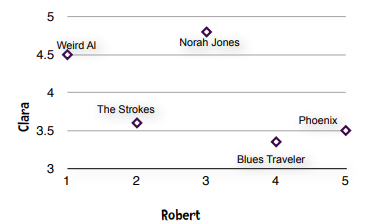 5
Weird Al
Norah Jones
4.5
4
The Strokes
Phoenix
3.5
Blues Traveler
3
1 2 3 4 5
Clara
Robert